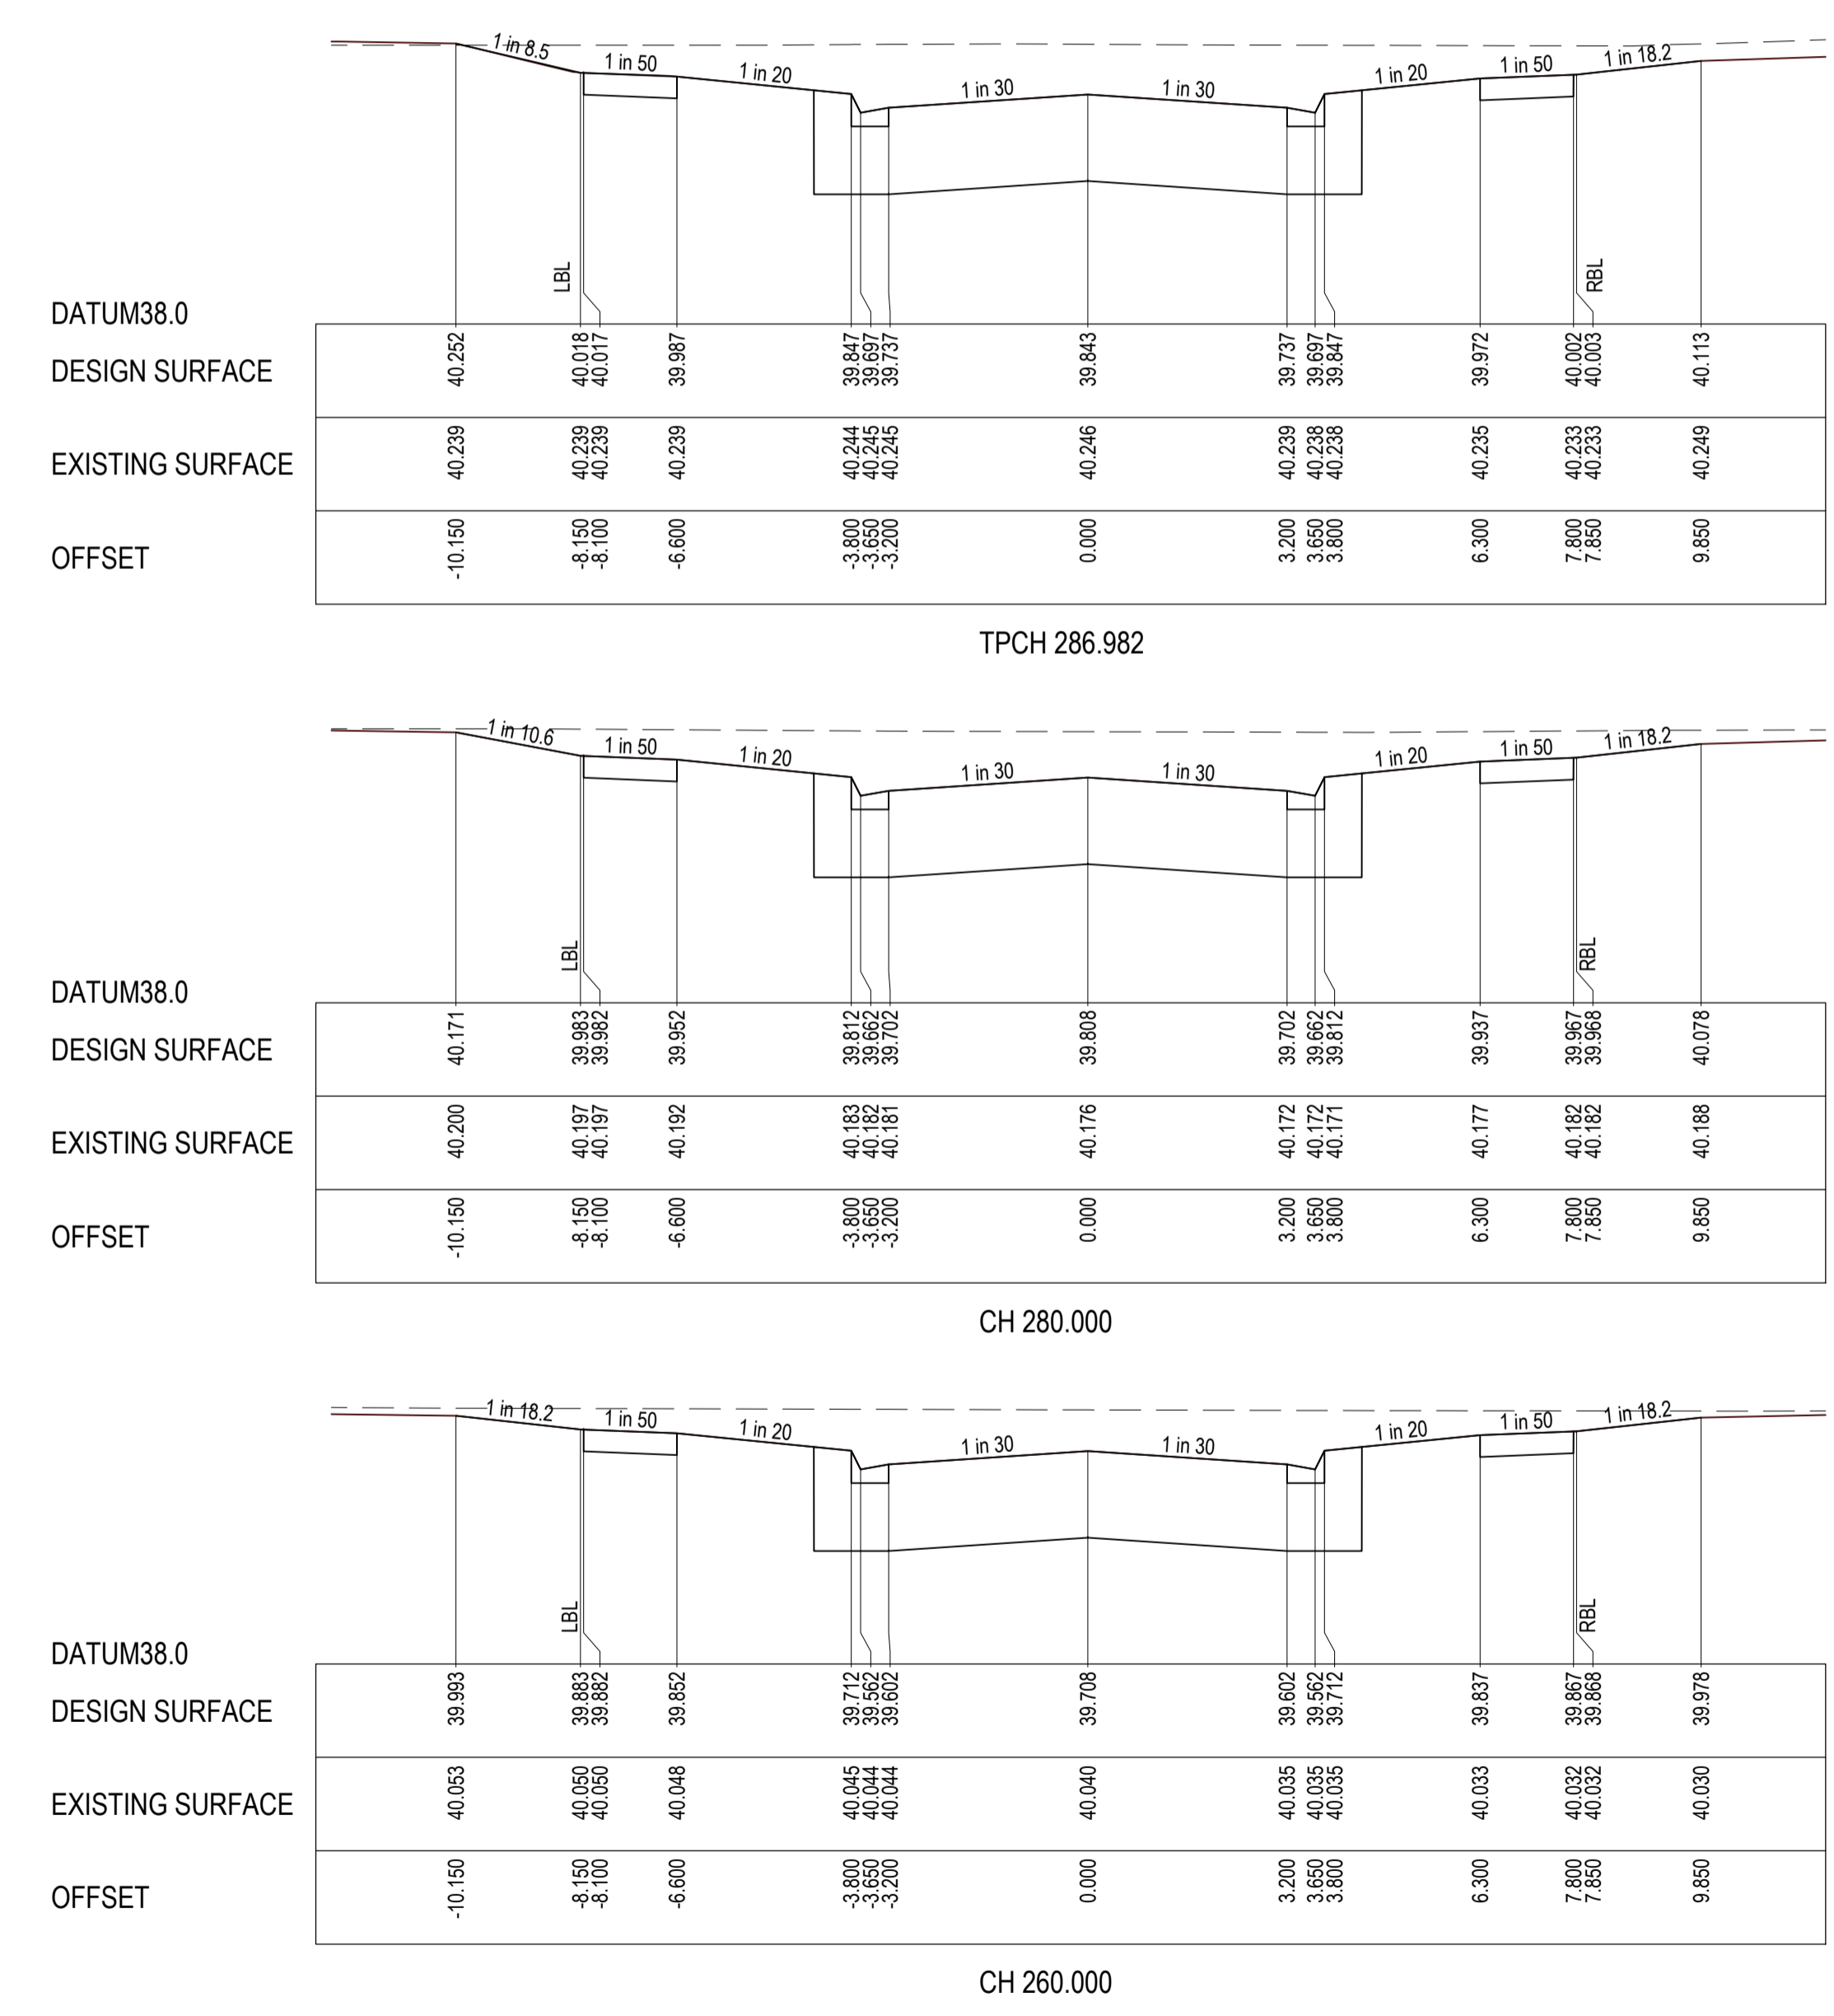 1 in 8.5 1 in 50 1 in 20 1 in 30 1 in 30 1 in 20 1 in 50 1 in 18.2
LBL RBL
DATUM38.0
DESIGN SURFACE 40.252 40.018 40.017 39.987 39.847 39.697 39.737 39.843 39.737 39.697 39.847 39.972 40.002 40.003 40.113
EXISTING SURFACE 40.239 40.239 40.239 40.239 40.244 40.245 40.245 40.246 40.239 40.238 40.238 40.235 40.233 40.233 40.249
OFFSET -10.150 -8.150 -8.100 -6.600 -3.800 -3.650 -3.200 0.000 3.200 3.650 3.800 6.300 7.800 7.850 9.850
TPCH 286.982
1 in 10.6 1 in 50 1 in 20 1 in 30 1 in 30 1 in 20 1 in 50 1 in 18.2
LBL RBL
DATUM38.0
DESIGN SURFACE 40.171 39.983 39.982 39.952 39.812 39.662 39.702 39.808 39.702 39.662 39.812 39.937 39.967 39.968 40.078
EXISTING SURFACE 40.200 40.197 40.197 40.192 40.183 40.182 40.181 40.176 40.172 40.172 40.171 40.177 40.182 40.182 40.188
OFFSET -10.150 -8.150 -8.100 -6.600 -3.800 -3.650 -3.200 0.000 3.200 3.650 3.800 6.300 7.800 7.850 9.850
CH 280.000
1 in 18.2 1 in 50 1 in 20 1 in 30 1 in 30 1 in 20 1 in 50 1 in 18.2
LBL RBL
DATUM38.0
DESIGN SURFACE 39.993 39.883 39.882 39.852 39.712 39.562 39.602 39.708 39.602 39.562 39.712 39.837 39.867 39.868 39.978
EXISTING SURFACE 40.053 40.050 40.050 40.048 40.045 40.044 40.044 40.040 40.035 40.035 40.035 40.033 40.032 40.032 40.030
OFFSET -10.150 -8.150 -8.100 -6.600 -3.800 -3.650 -3.200 0.000 3.200 3.650 3.800 6.300 7.800 7.850 9.850
CH 260.000